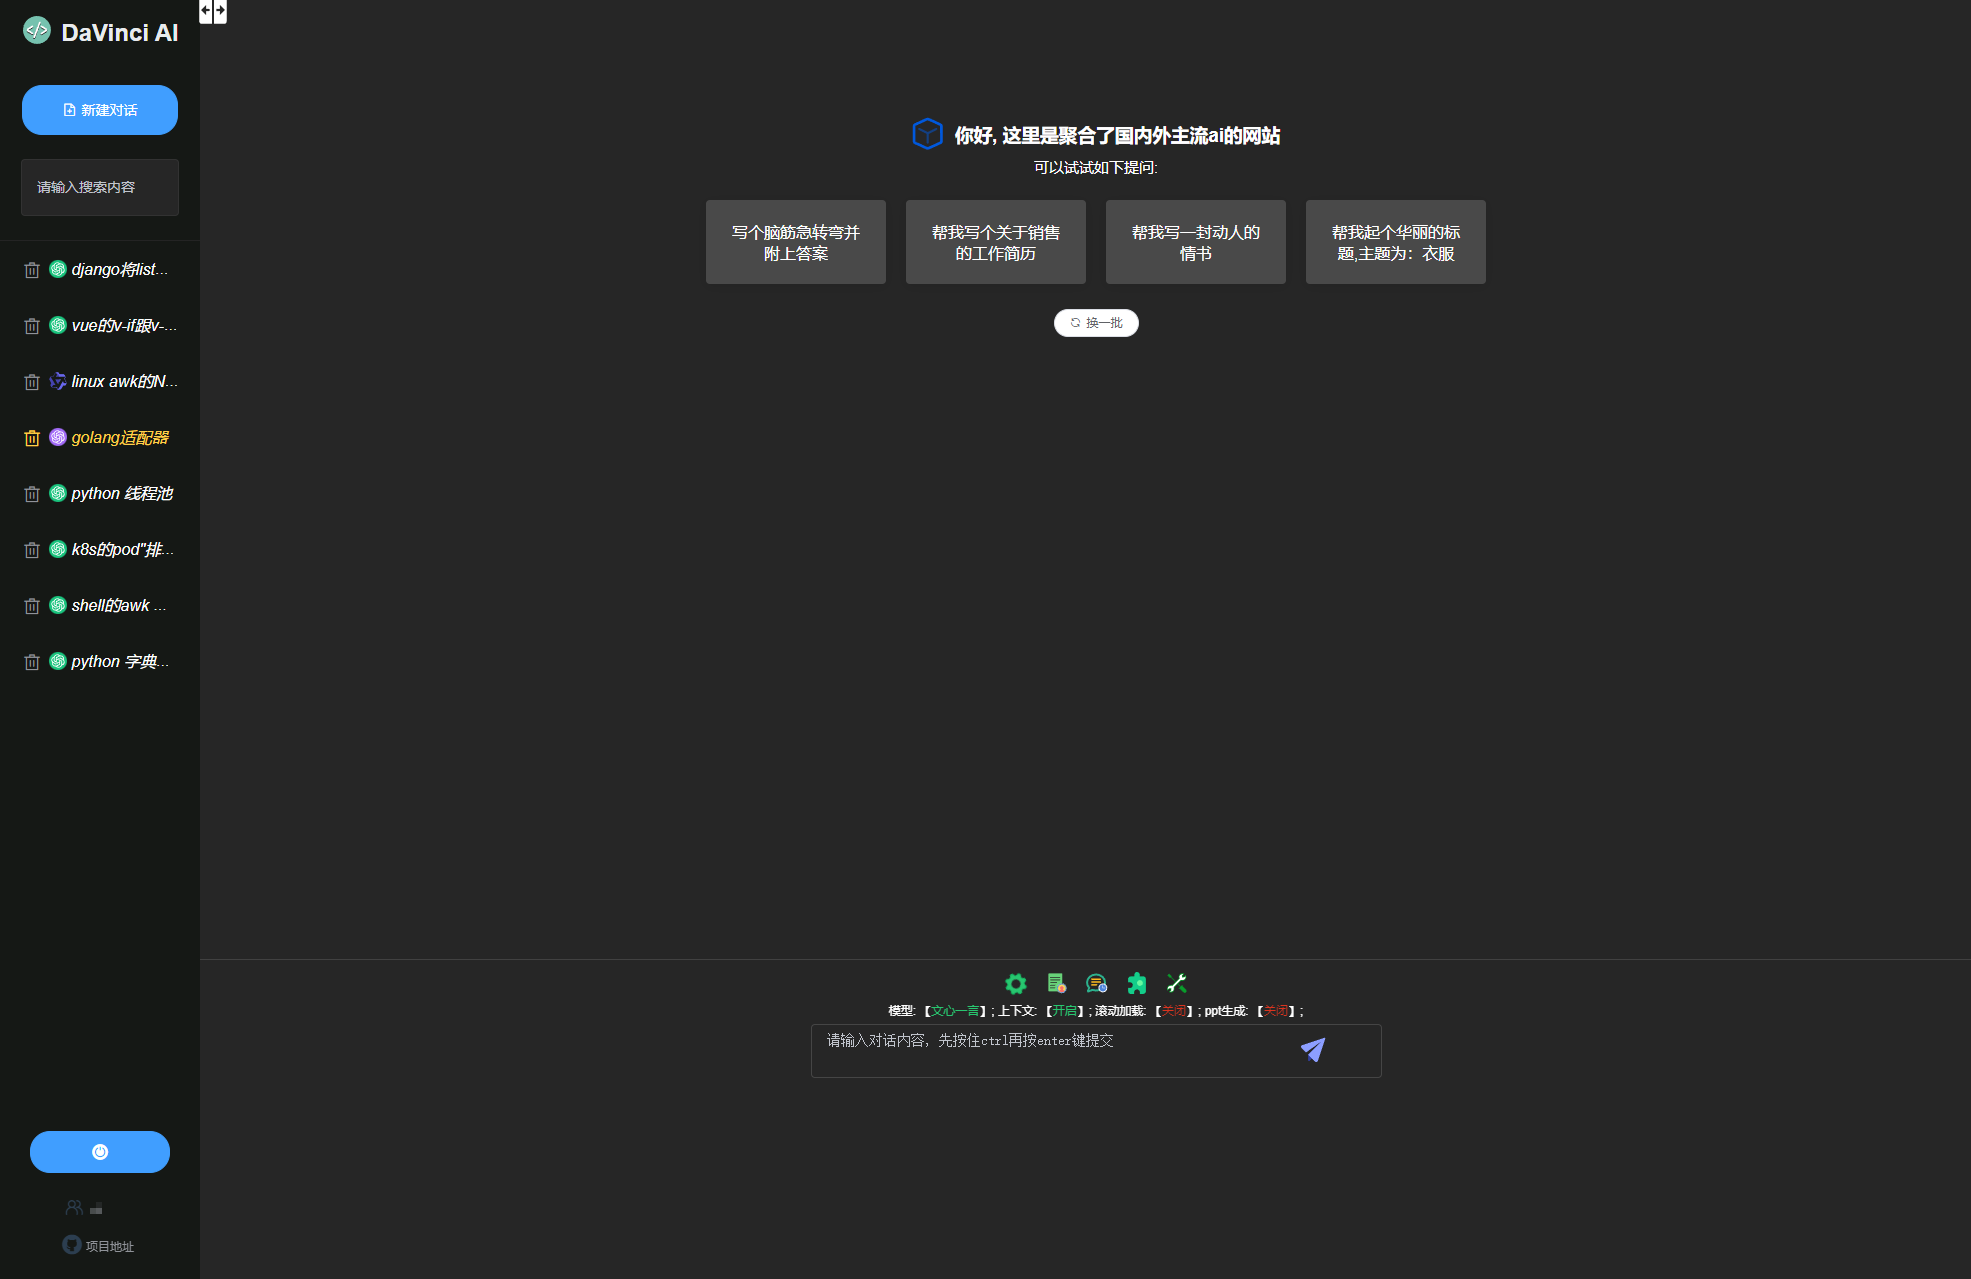 DaVinci AI
新建对话
请输入搜索内容
django将list...
vue的v-if跟v-...
linux awk的N...
golang适配器
python 线程池
k8s的pod"排...
shell的awk ...
python 字典...
项目地址
你好, 这里是聚合了国内外主流ai的网站
可以试试如下提问:
写个脑筋急转弯并
附上答案
帮我写个关于销售
的工作简历
帮我写一封动人的
情书
帮我起个华丽的标
题,主题为：衣服
换一批
模型: 【文心一言】; 上下文: 【开启】; 滚动加载: 【关闭】; ppt生成: 【关闭】;
请输入对话内容，先按住ctrl再按enter键提交